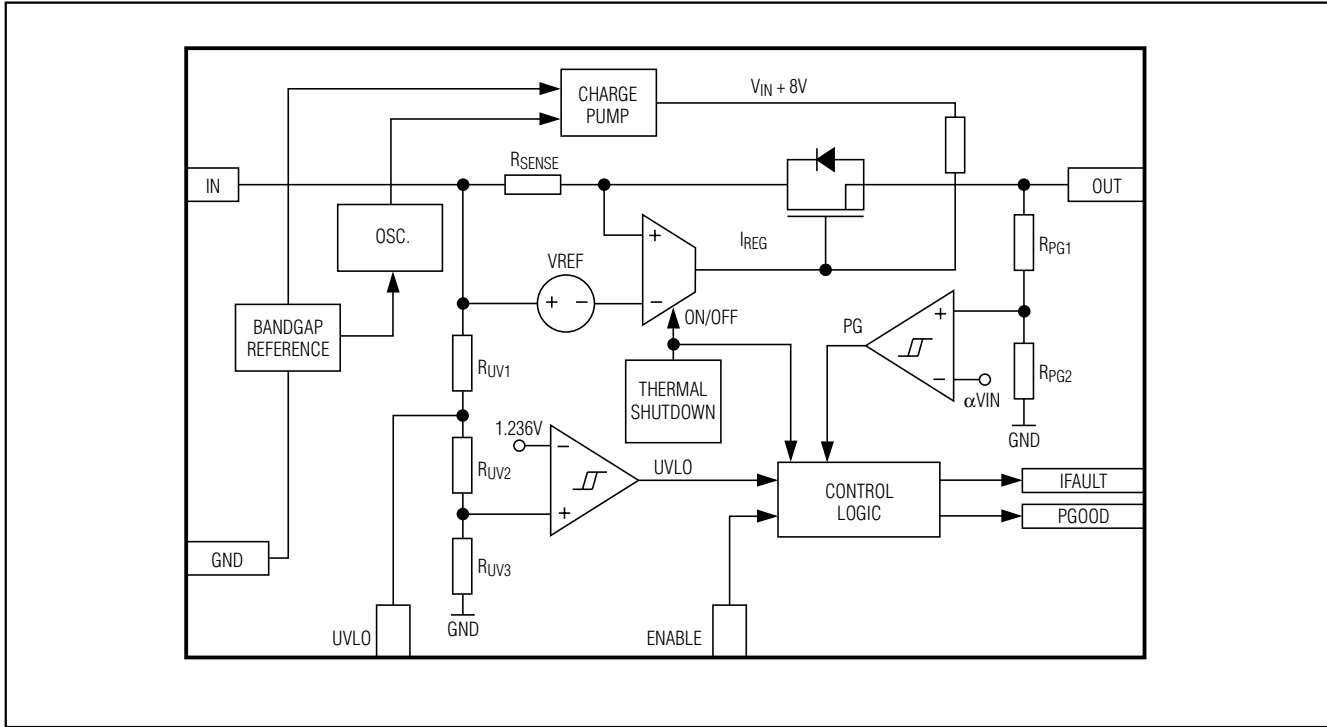 CHARGE
PUMP
VIN + 8V
RSENSE
IN
OUT
OSC.
VREF
+
−
+
−
IREG
ON/OFF
BANDGAP
REFERENCE
RUV1
THERMAL
SHUTDOWN
PG
+
−
αVIN
RPG1
RPG2
GND
1.236V
−
+
UVLO
RUV2
CONTROL
LOGIC
IFAULT
PGOOD
GND
RUV3
GND
UVLO
ENABLE